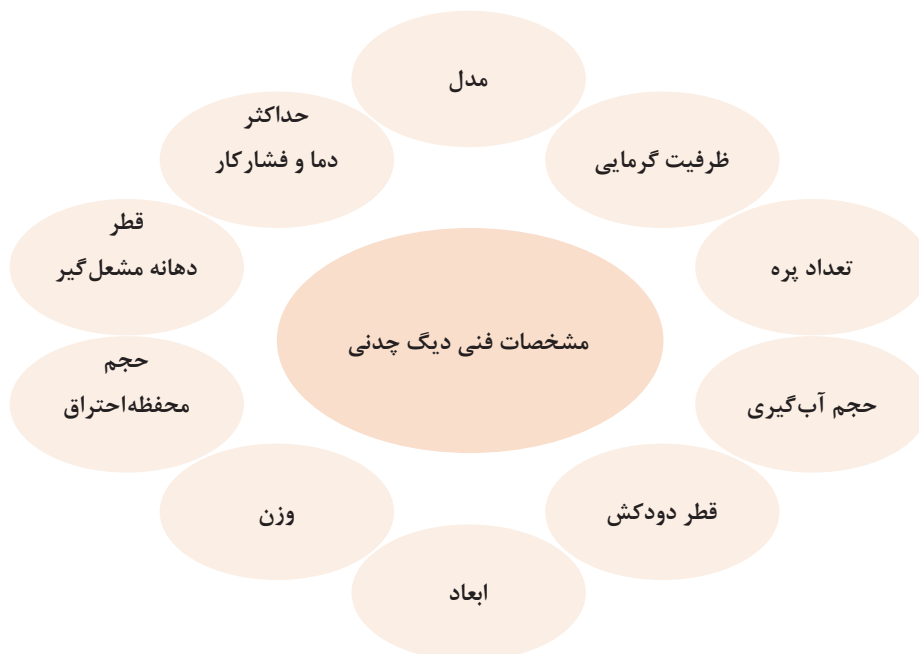 مدل
حداکثر
دما و فشارکار
ظرفیت گرمایی
قطر
دهانه مشعل‌گیر
تعداد پره
مشخصات فنی دیگ چدنی
حجم
محفظه‌احتراق
حجم آب‌گیری
وزن
قطر دودکش
ابعاد